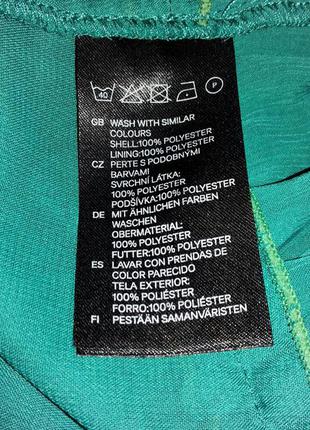 40 P
GB WASH WITH SIMILAR
COLOURS
SHELL:100% POLYESTER
LINING:100% POLYESTER
CZ PERTE S PODOBNÝMI
BARVAMI
SVRCHNÍ LÁTKA:
100% POLYESTER
PODŠÍVKA:100% POLYESTER
DE MIT ÄHNLICHEN FARBEN
WASCHEN
OBERMATERIAL:
100% POLYESTER
FUTTER:100% POLYESTER
ES LAVAR CON PRENDAS DE
COLOR PARECIDO
TELA EXTERIOR:
100% POLIÉSTER
FORRO:100% POLIÉSTER
FI PESTÄÄN SAMANVÄRISTEN